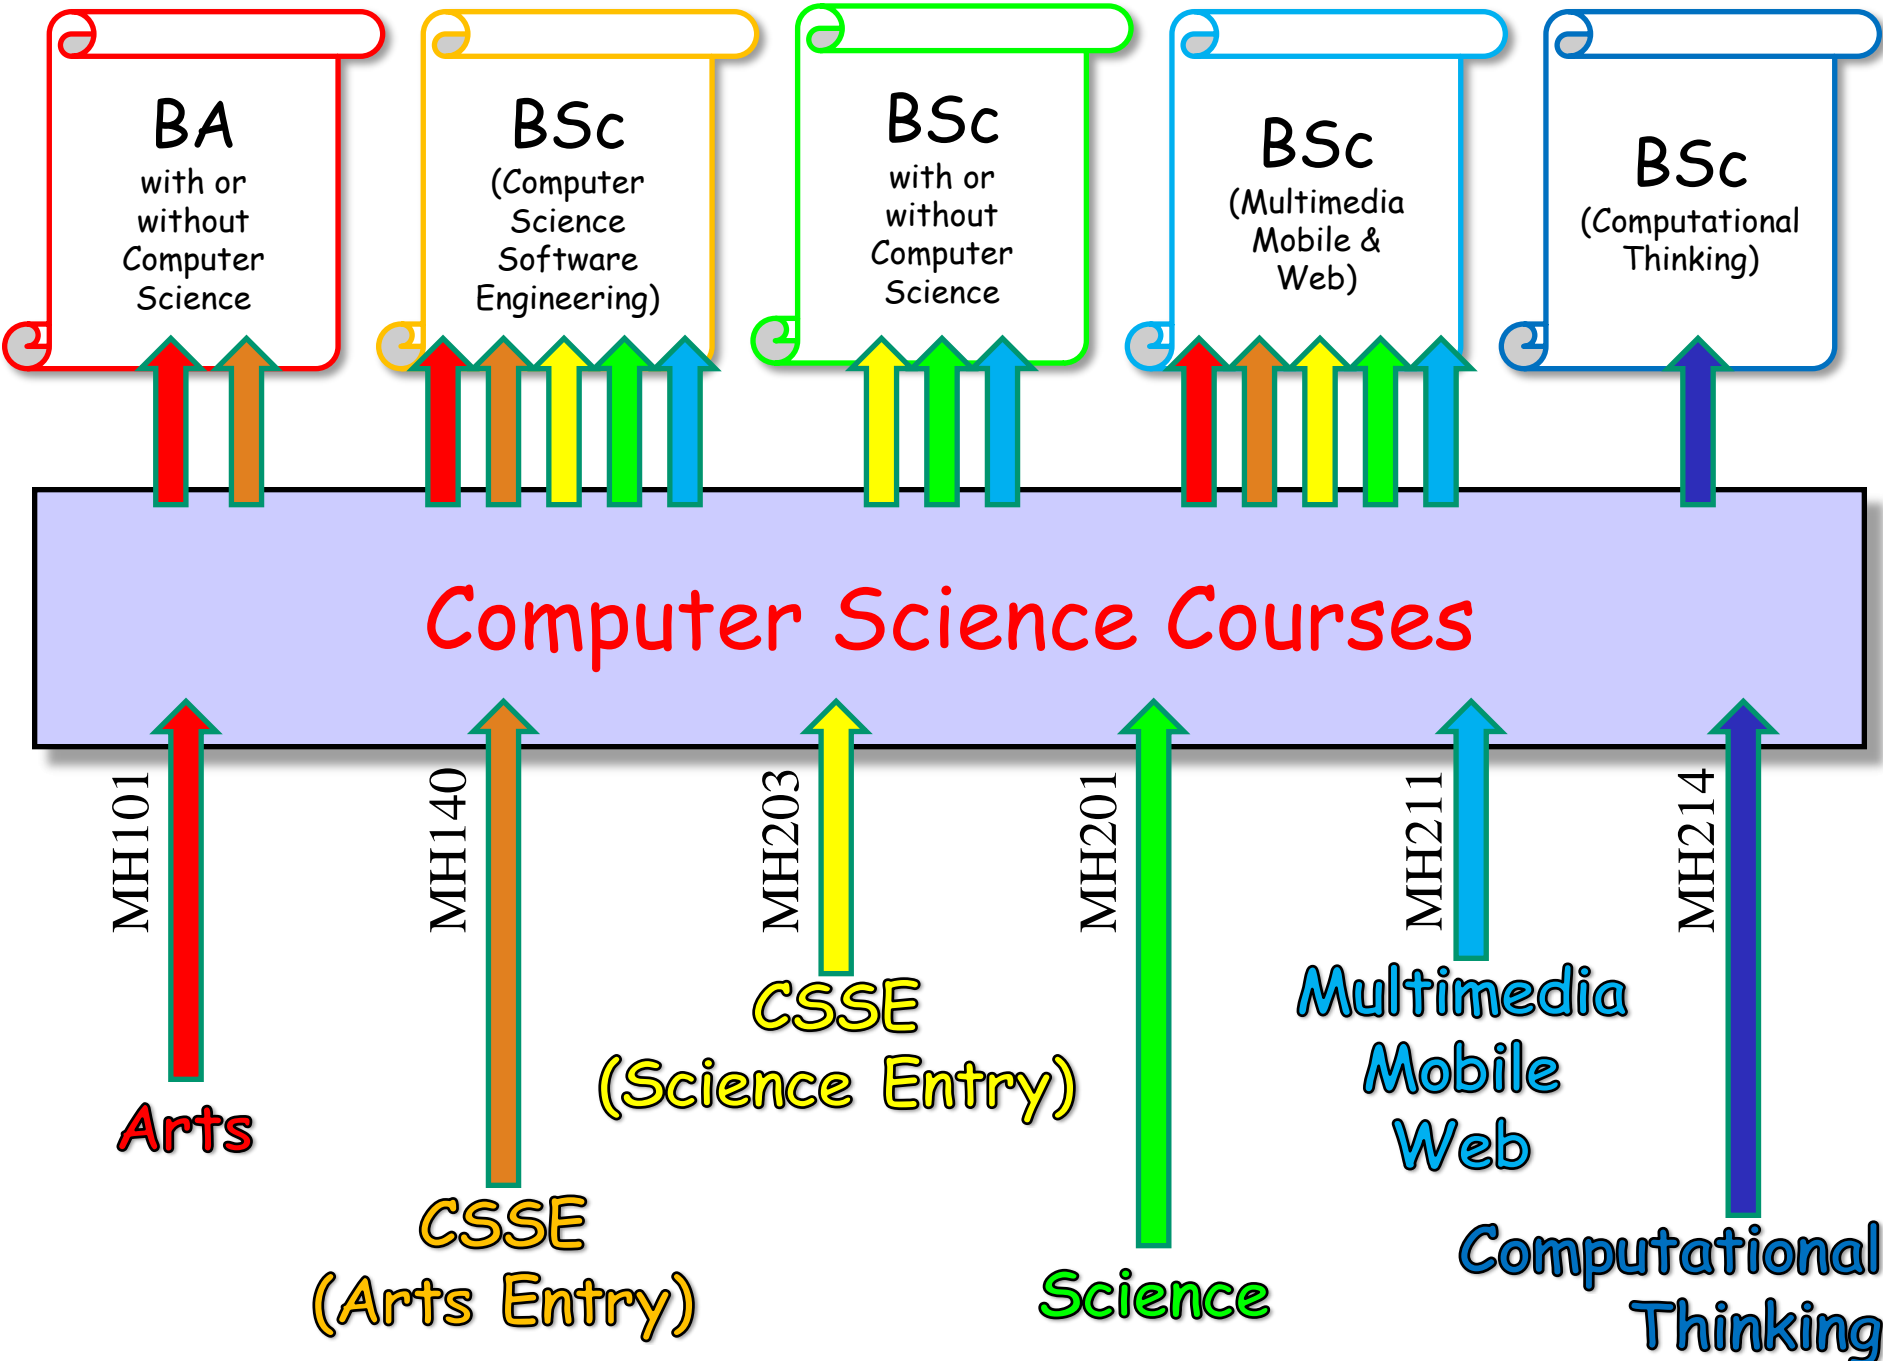 BA
with or
without
Computer
Science
BSc
(Computer
Science
Software
Engineering)
BSc
with or
without
Computer
Science
BSc
(Multimedia
Mobile &
Web)
BSc
(Computational
Thinking)
Computer Science Courses
MH101
MH140
MH203
MH201
MH211
MH214
Arts
CSSE
(Arts Entry)
CSSE
(Science Entry)
Science
Multimedia
Mobile
Web
Computational
Thinking